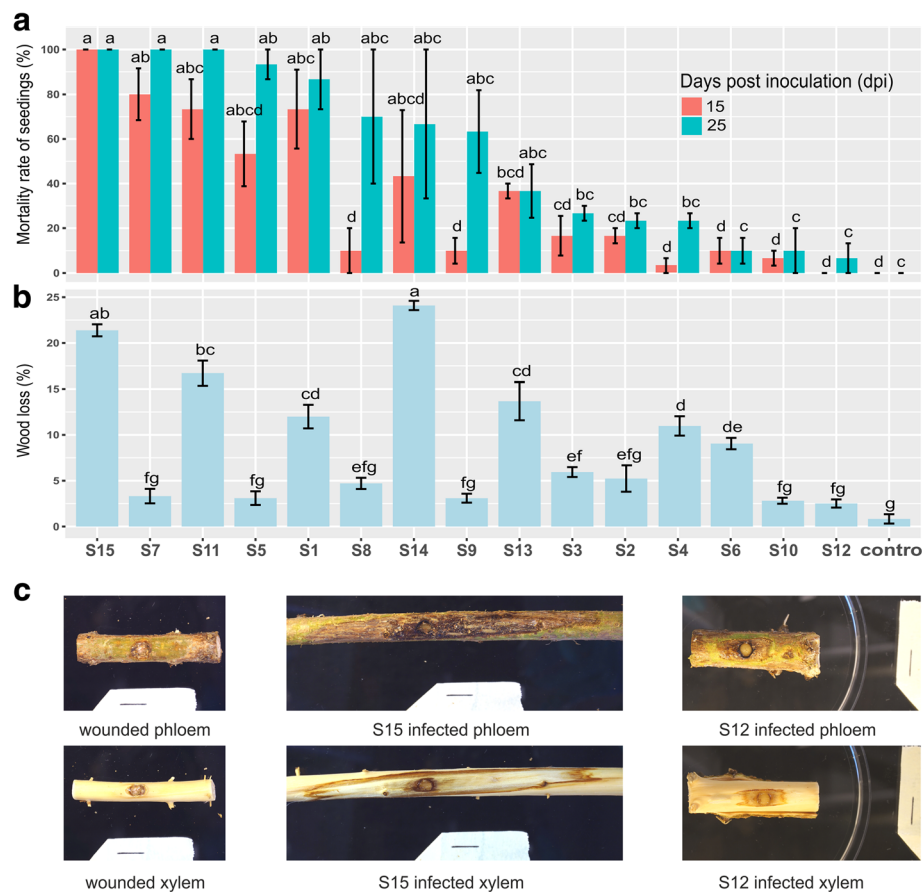 a
Mortality rate of seedings (%)
100
80
60
40
20
0
a a ab a abc a abcd ab abc ab d abc abcd abc d abc bcd abc cd bc cd bc d bc d c d c d c d c
Days post inoculation (dpi)
15
25
b
Wood loss (%)
25
20
15
10
5
0
ab fg bc fg cd efg a fg cd ef efg d de fg fg g
S15 S7 S11 S5 S1 S8 S14 S9 S13 S3 S2 S4 S6 S10 S12 contro
c
wounded phloem S15 infected phloem S12 infected phloem
wounded xylem S15 infected xylem S12 infected xylem